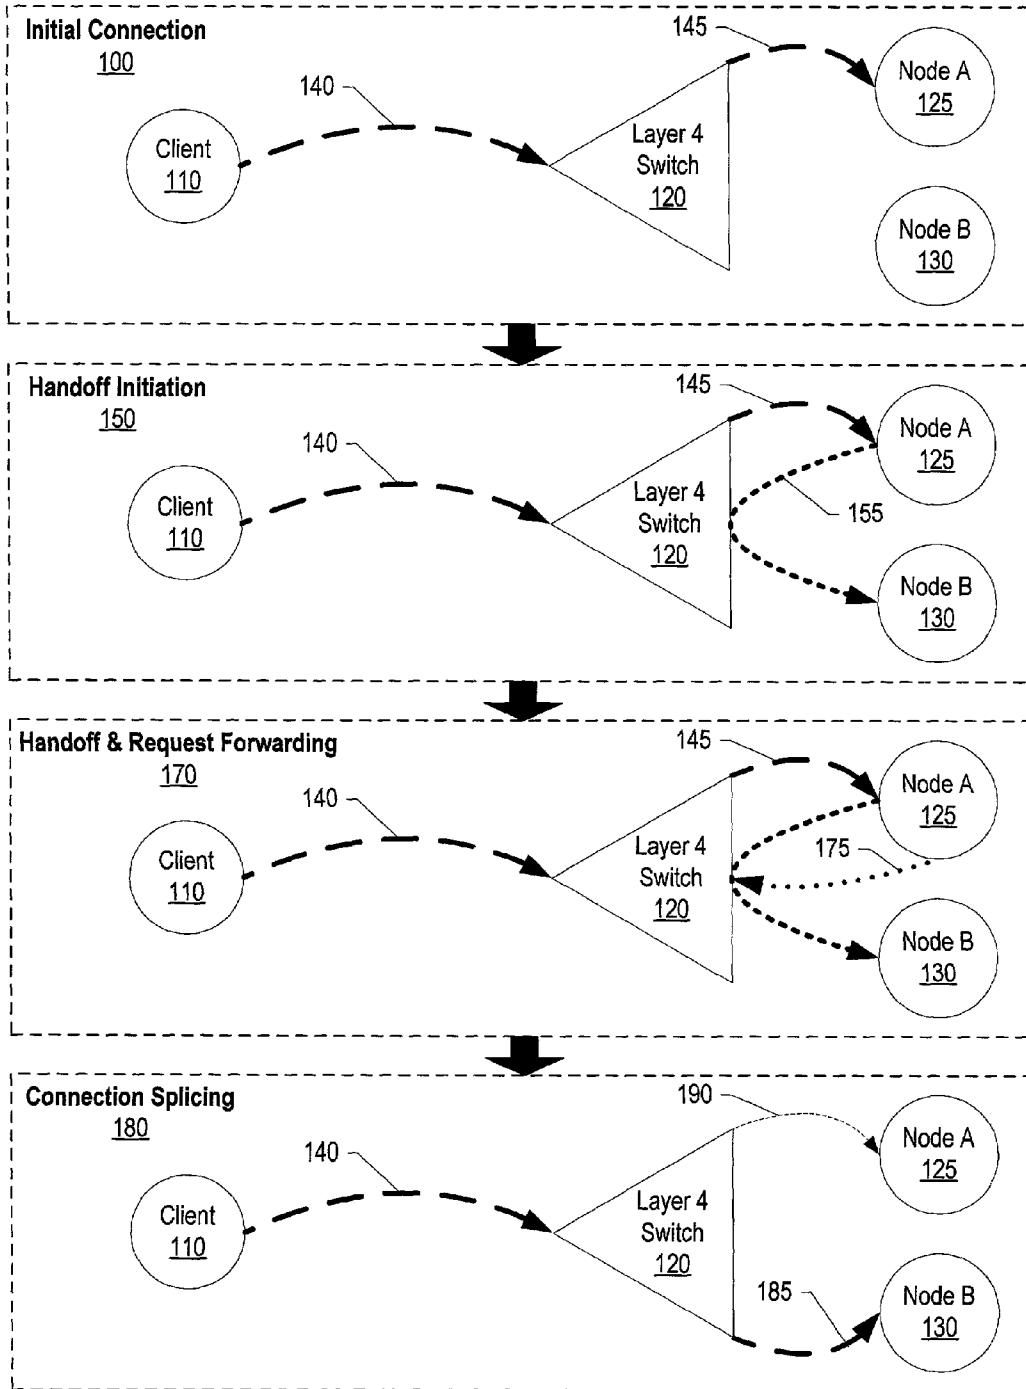 Initial Connection
100
145
140
Client
110
Layer 4
Switch
120
Node A
125
Node B
130
Handoff Initiation
150
145
140
Client
110
Layer 4
Switch
120
Node A
125
155
Node B
130
Handoff & Request Forwarding
170
145
140
Client
110
Layer 4
Switch
120
Node A
125
175
Node B
130
Connection Splicing
180
190
140
Client
110
Layer 4
Switch
120
Node A
125
185
Node B
130